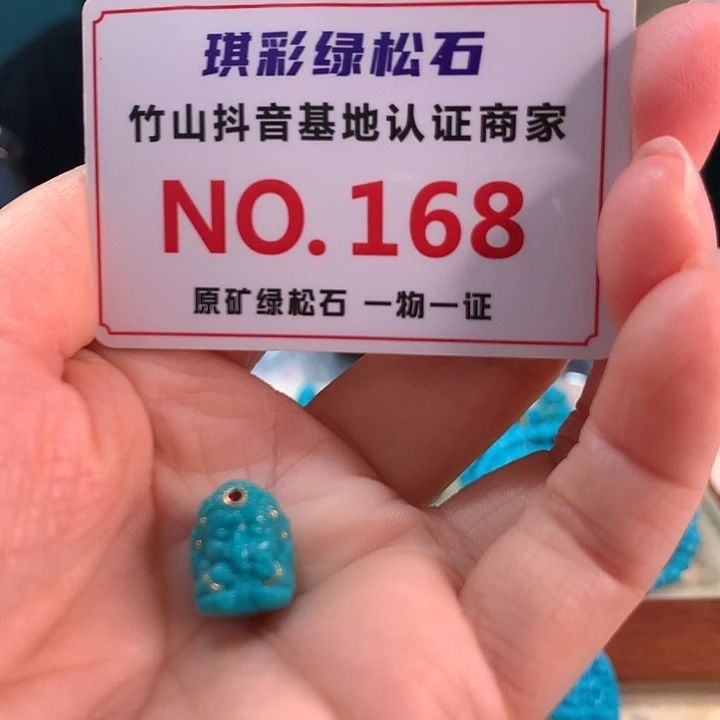 琪彩绿松石
竹山抖音基地认证商家
NO.168
原矿绿松石 一物一证